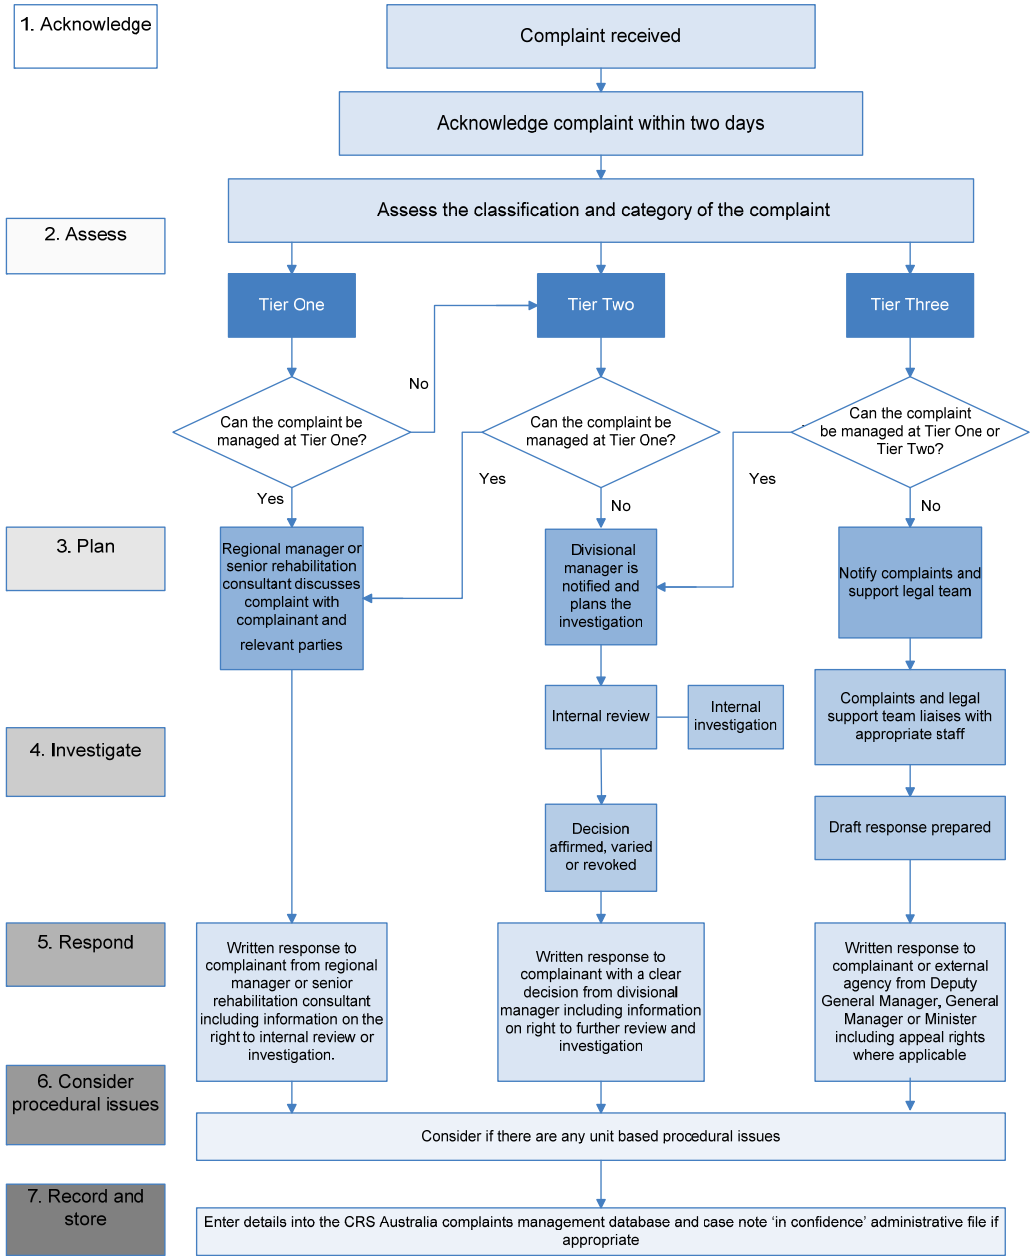 1. Acknowledge
Complaint received
Acknowledge complaint within two days
Assess the classification and category of the complaint
2. Assess
Tier One
Tier Two
Tier Three
No
Can the complaint be
managed at Tier One?
Can the complaint be
managed at Tier One?
Can the complaint
be managed at Tier One or
Tier Two?
Yes
Yes
No
Yes
No
3. Plan
Regional manager or
senior rehabilitation
consultant discusses
complaint with
complainant and
relevant parties
Divisional
manager is
notified and
plans the
investigation
Notify complaints and
support legal team
Internal review
Internal
investigation
Complaints and legal
support team liaises with
appropriate staff
4. Investigate
Decision
affirmed, varied
or revoked
Draft response prepared
5. Respond
Written response to
complainant from regional
manager or senior
rehabilitation consultant
including information on the
right to internal review or
investigation.
Written response to
complainant with a clear
decision from divisional
manager including information
on right to further review and
investigation
Written response to
complainant or external
agency from Deputy
General Manager, General
Manager or Minister
including appeal rights
where applicable
6. Consider
procedural issues
Consider if there are any unit based procedural issues
7. Record and
store
Enter details into the CRS Australia complaints management database and case note ‘in confidence’ administrative file if
appropriate